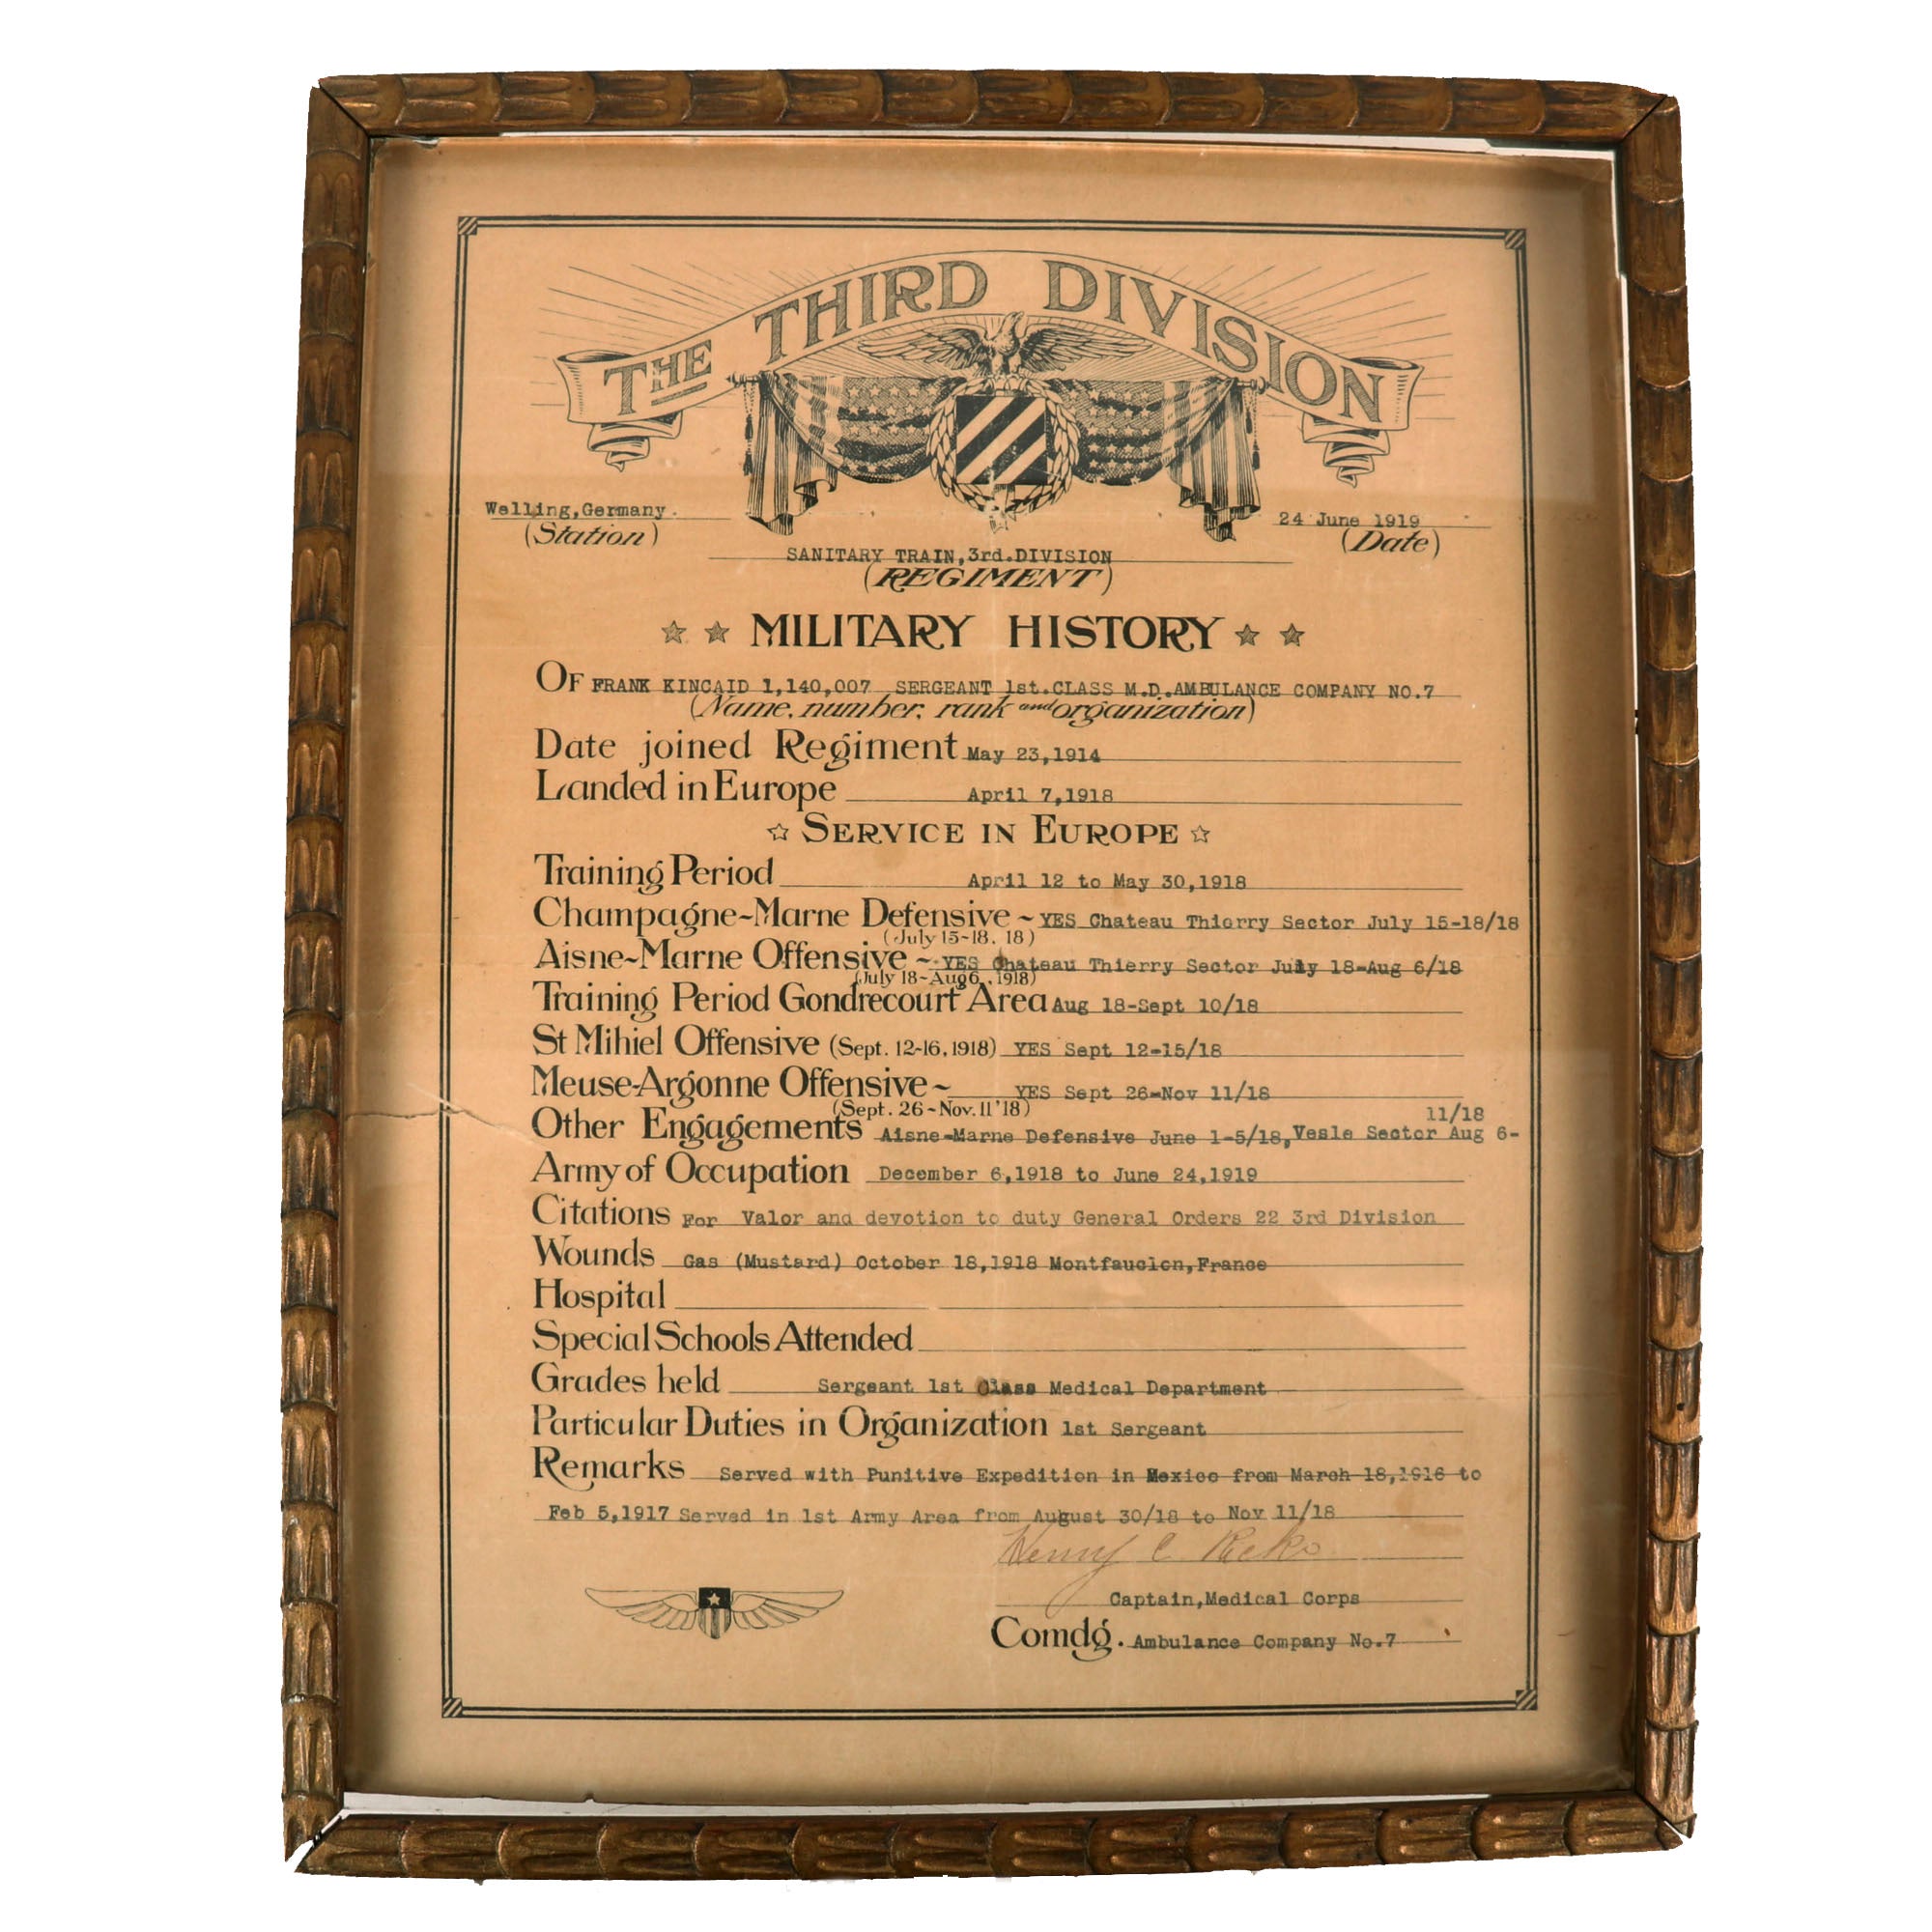 THE THIRD DIVISION
Welling,Germany.
(Station)
24 June 1919
(Date)
SANITARY TRAIN,3rd.DIVISION
(REGIMENT)
MILITARY HISTORY
OF FRANK KINCAID 1,140,007 SERGEANT 1st.CLASS M.D.AMBULANCE COMPANY NO.7
(Name, number, rank and organization)
Date joined Regiment May 23,1914
Landed in Europe April 7,1918
SERVICE IN EUROPE
Training Period April 12 to May 30,1918
Champagne-Marne Defensive ~ YES Chateau Thierry Sector July 15-18/18
(July 15-18, 18)
Aisne-Marne Offensive ~ YES Chateau Thierry Sector July 18-Aug 6/18
(July 18-Aug 6, 1918)
Training Period Gondrecourt Area Aug 18-Sept 10/18
St Mihiel Offensive (Sept. 12-16, 1918) YES Sept 12-15/18
Meuse-Argonne Offensive ~ YES Sept 26-Nov 11/18
(Sept. 26-Nov. 11 '18)
11/18
Other Engagements Aisne-Marne Defensive June 1-5/18,Vesle Sector Aug 6-
Army of Occupation December 6,1918 to June 24,1919
Citations For Valor and devotion to duty General Orders 22 3rd Division
Wounds Gas (Mustard) October 18,1918 Montfaucion,France
Hospital
Special Schools Attended
Grades held Sergeant 1st Class Medical Department
Particular Duties in Organization 1st Sergeant
Remarks Served with Punitive Expedition in Mexico from March 18,1916 to
Feb 5,1917 Served in 1st Army Area from August 30/18 to Nov 11/18
Henry C.
Captain,Medical Corps
Comdg. Ambulance Company No.7